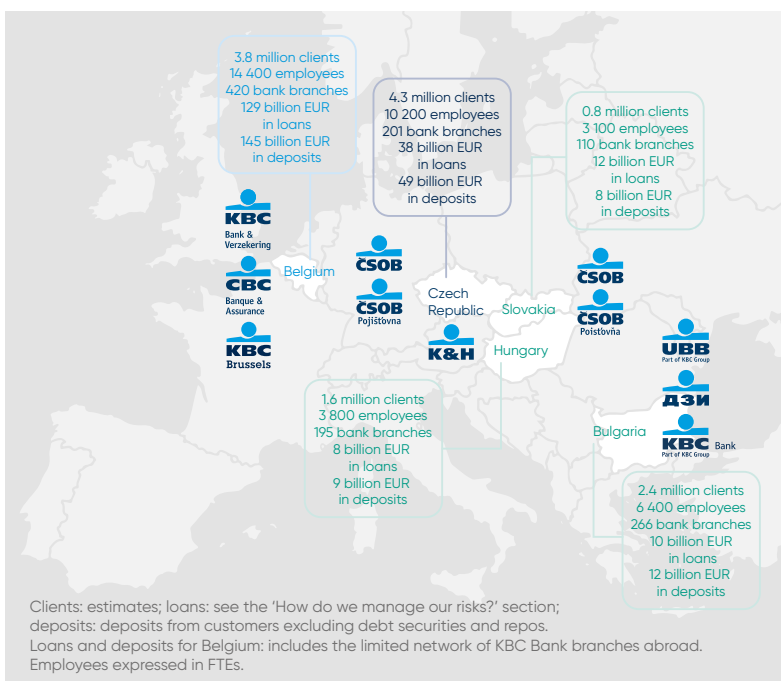 3.8 million clients
14 400 employees
420 bank branches
129 billion EUR
in loans
145 billion EUR
in deposits
4.3 million clients
10 200 employees
201 bank branches
38 billion EUR
in loans
49 billion EUR
in deposits
0.8 million clients
3 100 employees
110 bank branches
12 billion EUR
in loans
8 billion EUR
in deposits
KBC
Bank &
Verzekering
CBC
Banque &
Assurance
KBC
Brussels
Belgium
ČSOB
ČSOB
Pojišťovna
Czech
Republic
K&H
Slovakia
Hungary
ČSOB
ČSOB
Poisťovňa
UBB
Part of KBC Group
ДЗИ
Bulgaria
KBC Bank
Part of KBC Group
1.6 million clients
3 800 employees
195 bank branches
8 billion EUR
in loans
9 billion EUR
in deposits
2.4 million clients
6 400 employees
266 bank branches
10 billion EUR
in loans
12 billion EUR
in deposits
Clients: estimates; loans: see the ‘How do we manage our risks?’ section;
deposits: deposits from customers excluding debt securities and repos.
Loans and deposits for Belgium: includes the limited network of KBC Bank branches abroad.
Employees expressed in FTEs.